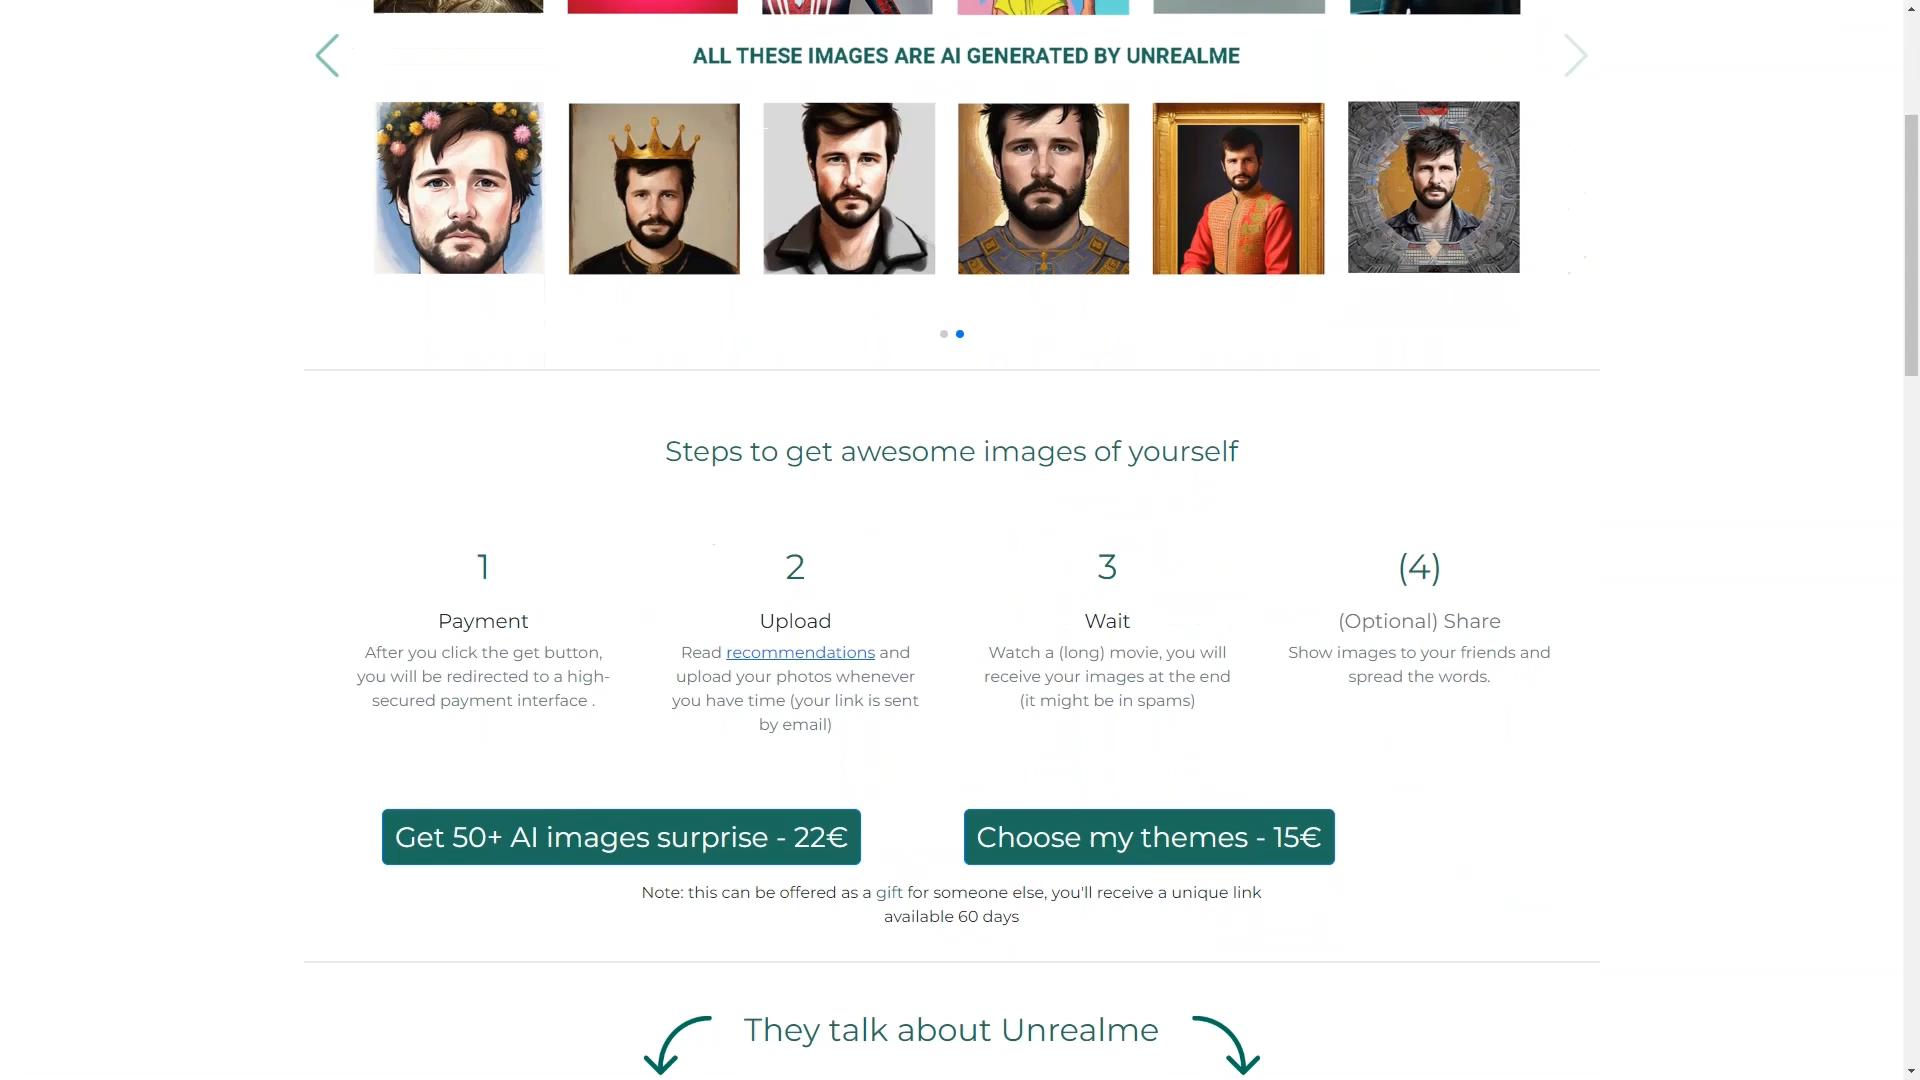 ALL THESE IMAGES ARE AI GENERATED BY UNREALME
Steps to get awesome images of yourself
1
Payment
After you click the get button,
you will be redirected to a high-
secured payment interface .
2
Upload
Read recommendations and
upload your photos whenever
you have time (your link is sent
by email)
3
Wait
Watch a (long) movie, you will
receive your images at the end
(it might be in spams)
(4)
(Optional) Share
Show images to your friends and
spread the words.
Get 50+ AI images surprise - 22€
Choose my themes - 15€
Note: this can be offered as a gift for someone else, you'll receive a unique link
available 60 days
They talk about Unrealme